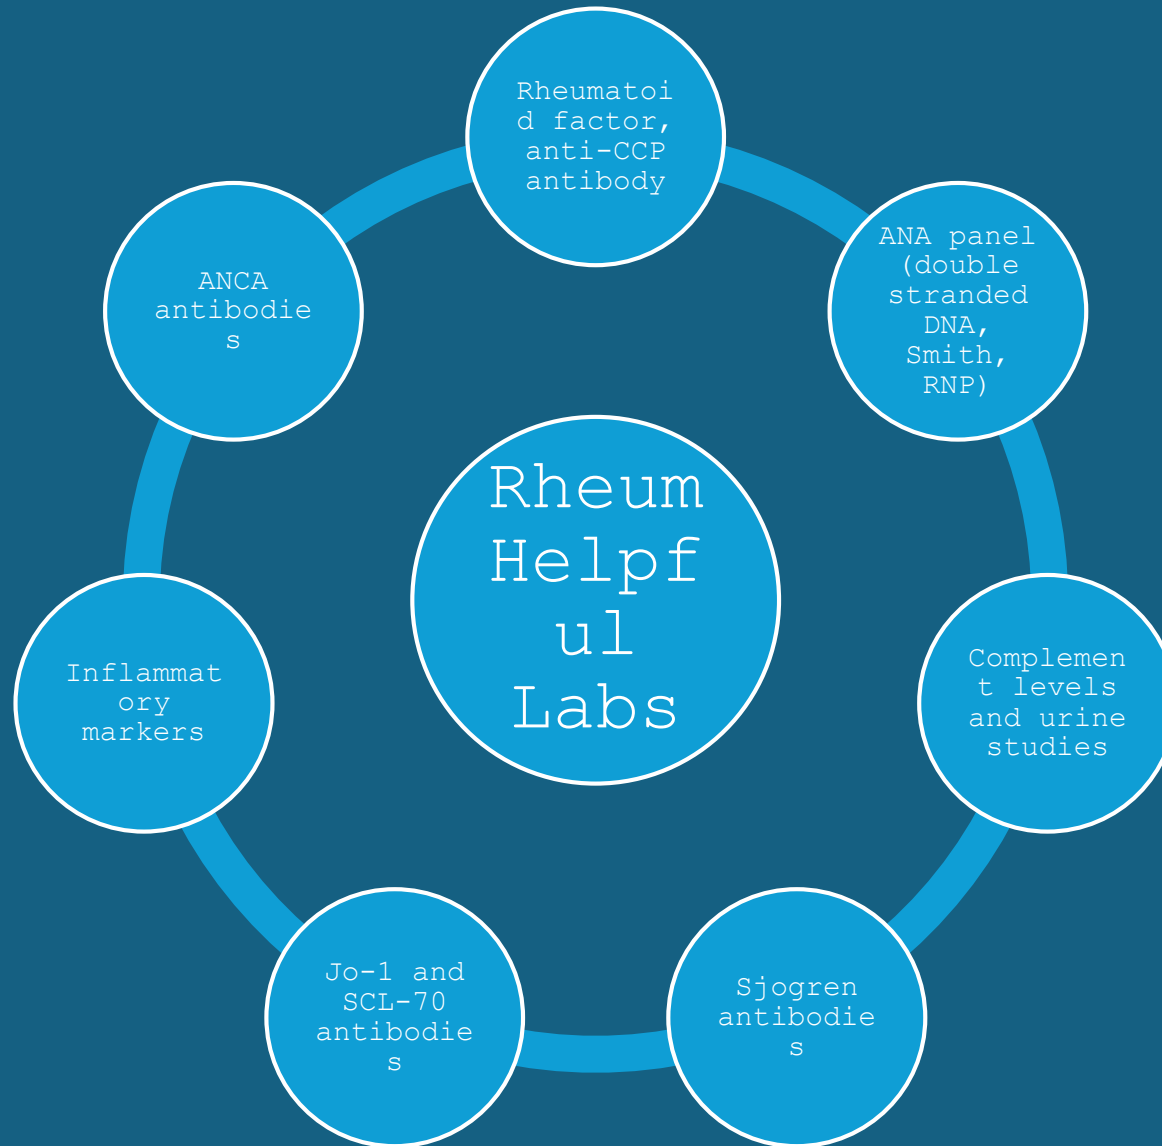 Rheumatoi
d factor,
anti-CCP
antibody
ANA panel
(double
stranded
DNA,
Smith,
RNP)
Complemen
t levels
and urine
studies
Sjogren
antibodie
s
Jo-1 and
SCL-70
antibodie
s
Inflammat
ory
markers
ANCA
antibodie
s
Rheum
Helpf
ul
Labs